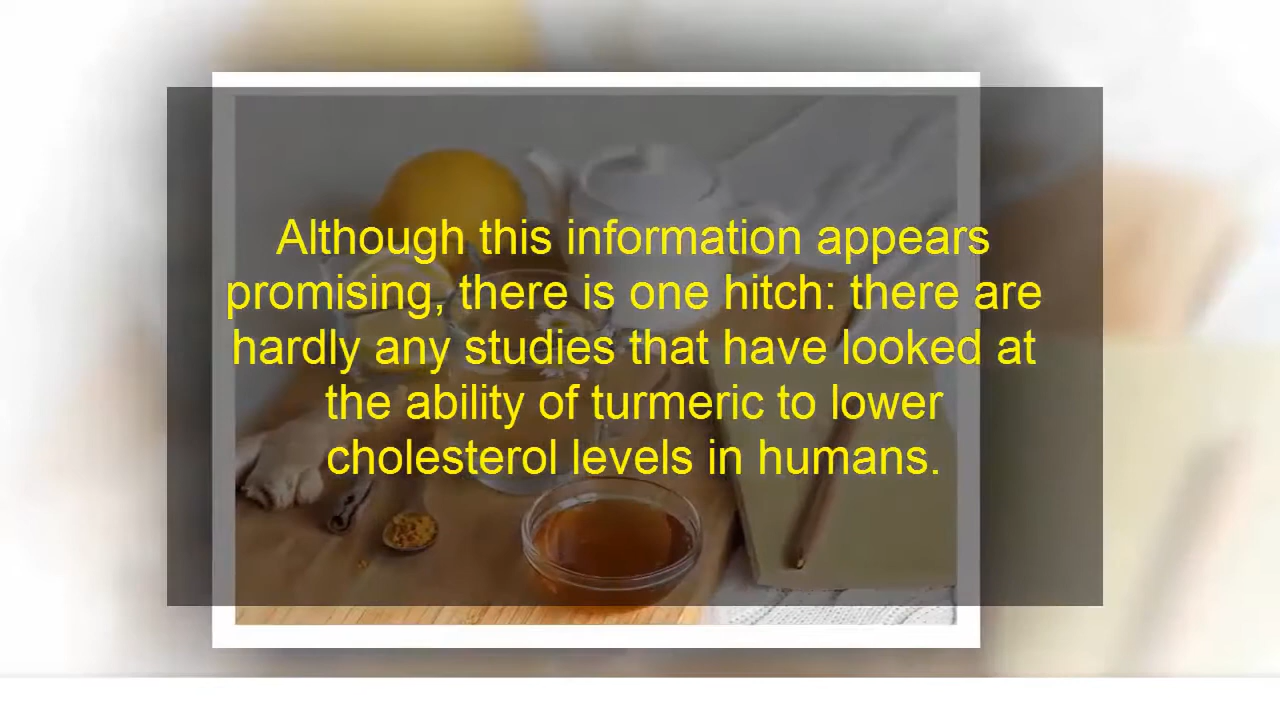 Although this information appears
promising, there is one hitch: there are
hardly any studies that have looked at
the ability of turmeric to lower
cholesterol levels in humans.